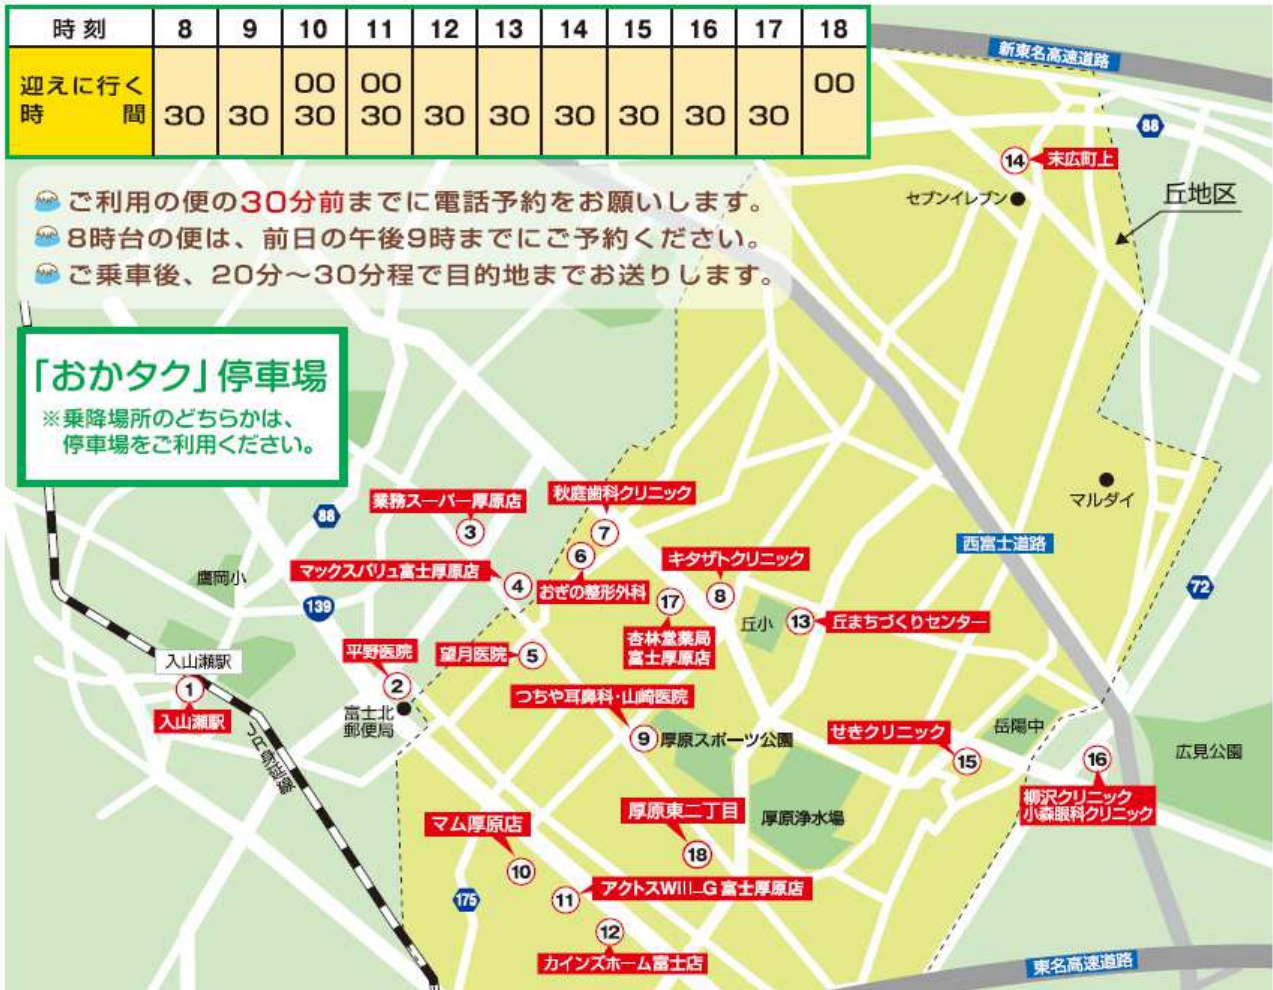 時刻 8 9 10 11 12 13 14 15 16 17 18
迎えに行く 00 00 00
時間 30 30 30 30 30 30 30 30 30 30
ご利用の便の30分前までに電話予約をお願いします。
8時台の便は、前日の午後9時までにご予約ください。
ご乗車後、20分～30分程で目的地までお送りします。
「おかタク」停車場
※乗降場所のどちらかは、
停車場をご利用ください。
新東名高速道路
88
14 末広町上
セブンイレブン
丘地区
マルダイ
西富士道路
72
業務スーパー厚原店
3
秋庭歯科クリニック
7
88
6
おぎの整形外科
マックスバリュ富士厚原店
4
キタザトクリニック
8
17
杏林堂薬局
富士厚原店
鷹岡小
139
丘小
13 丘まちづくりセンター
平野医院
2
望月医院 5
入山瀬駅
1
入山瀬駅
富士北
郵便局
JR身延線
つちや耳鼻科・山崎医院
9
厚原スポーツ公園
せきクリニック
15
岳陽中
16
柳沢クリニック
小森眼科クリニック
広見公園
厚原東二丁目
18
厚原浄水場
マム厚原店
10
175
11
アクトスWill_G 富士厚原店
12
カインズホーム富士店
東名高速道路